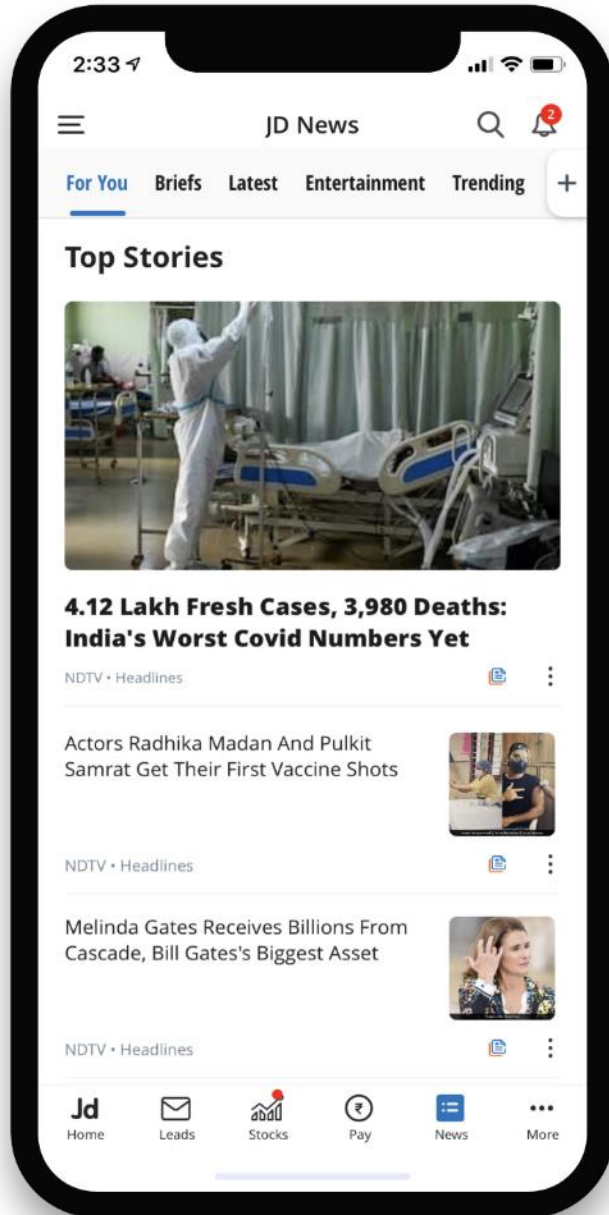 2:33
JD News
2
For You Briefs Latest Entertainment Trending +
Top Stories
4.12 Lakh Fresh Cases, 3,980 Deaths:
India's Worst Covid Numbers Yet
NDTV • Headlines
Actors Radhika Madan And Pulkit
Samrat Get Their First Vaccine Shots
NDTV • Headlines
Melinda Gates Receives Billions From
Cascade, Bill Gates's Biggest Asset
NDTV • Headlines
Jd
₹
Home Leads Stocks Pay News More